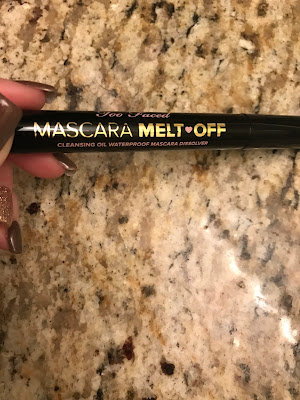 Too Faced
MASCARA MELT♥OFF
CLEANSING OIL WATERPROOF MASCARA DISSOLVER